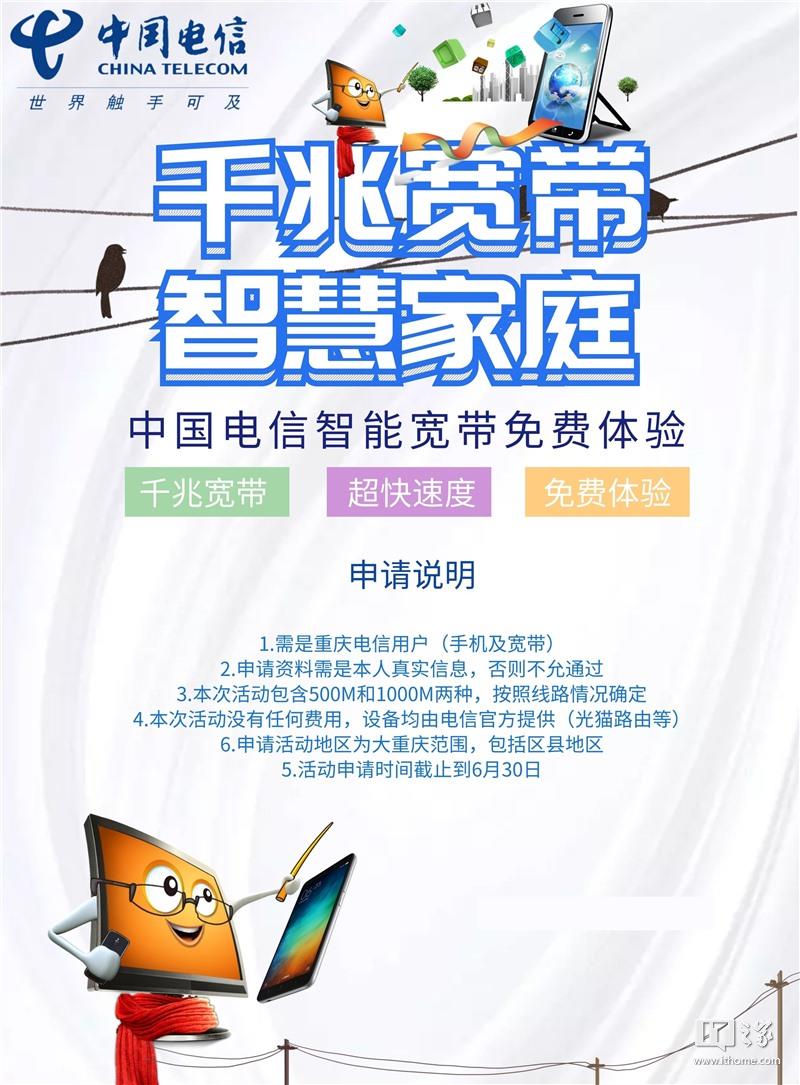 中国电信
CHINA TELECOM
世界触手可及
千兆宽带
智慧家庭
中国电信智能宽带免费体验
千兆宽带 超快速度 免费体验
申请说明
1.需是重庆电信用户（手机及宽带）
2.申请资料需是本人真实信息，否则不允通过
3.本次活动包含500M和1000M两种，按照线路情况确定
4.本次活动没有任何费用，设备均由电信官方提供（光猫路由等）
6.申请活动地区为大重庆范围，包括区县地区
5.活动申请时间截止到6月30日
IT之家
www.ithome.com